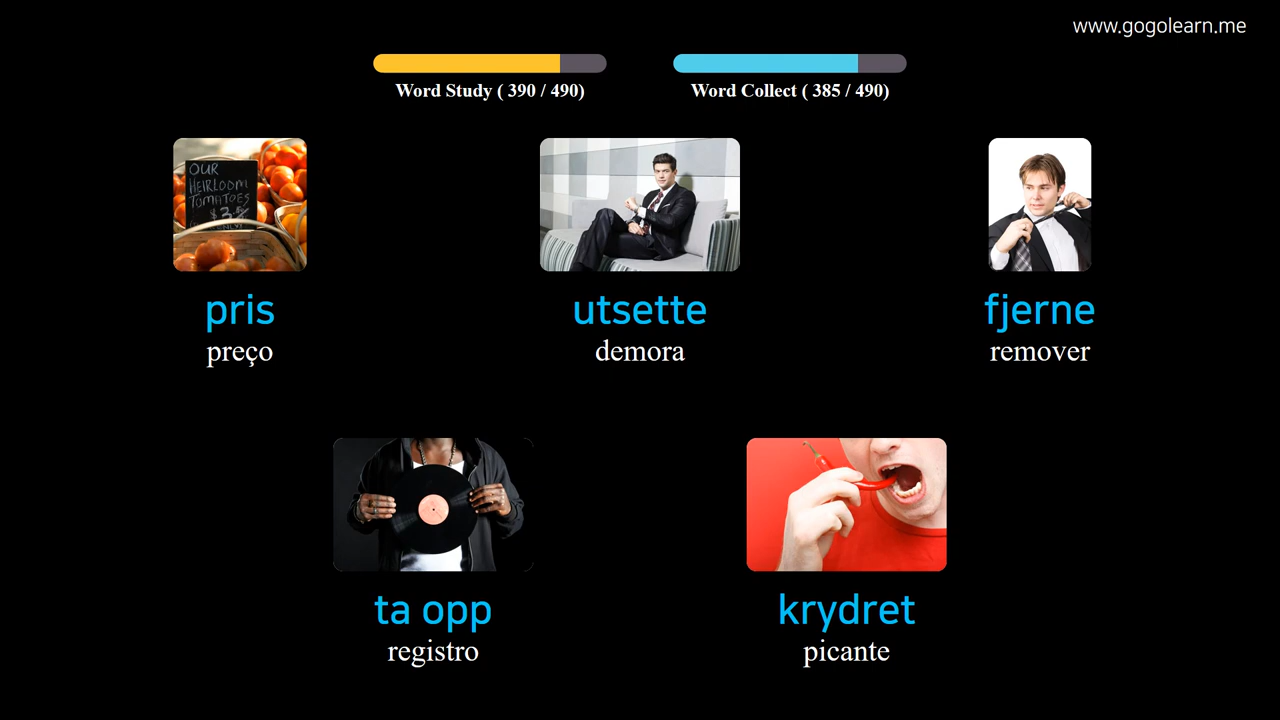 www.gogolearn.me
Word Study ( 390 / 490)
Word Collect ( 385 / 490)
OUR
HEIRLOOM
TOMATOES
pris
preço
utsette
demora
fjerne
remover
ta opp
registro
krydret
picante